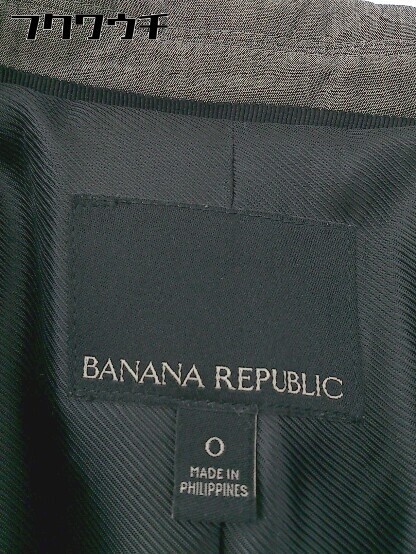 フクワウチ
BANANA REPUBLIC
0
MADE IN
PHILIPPINES